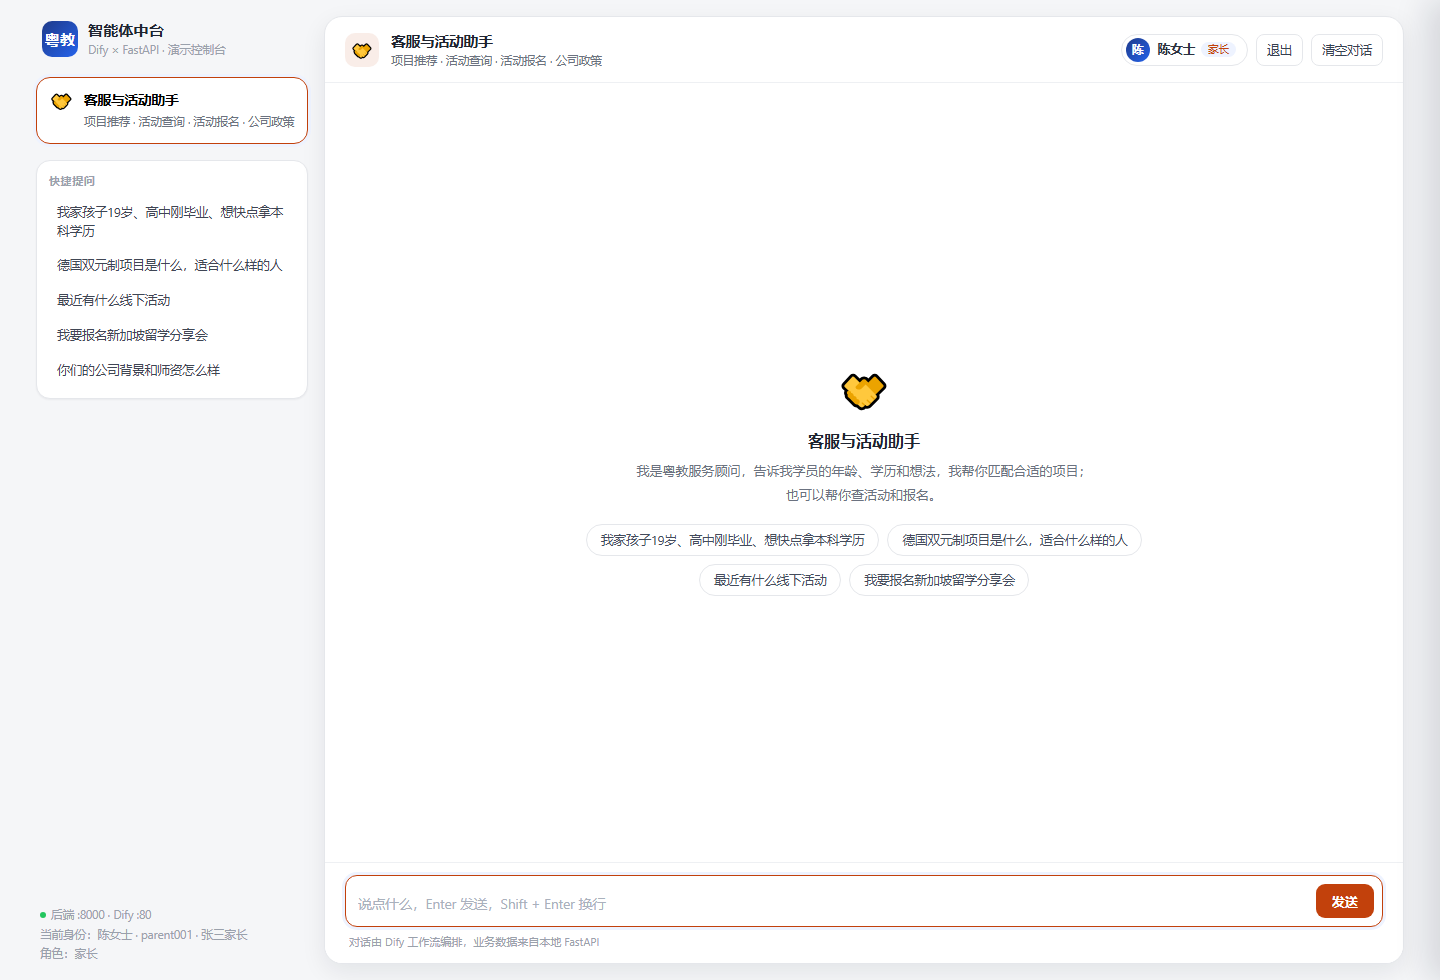 粤教
智能体中台
Dify × FastAPI · 演示控制台
客服与活动助手
项目推荐 · 活动查询 · 活动报名 · 公司政策
快捷提问
我家孩子19岁、高中刚毕业、想快点拿本
科学历
德国双元制项目是什么，适合什么样的人
最近有什么线下活动
我要报名新加坡留学分享会
你们的公司背景和师资怎么样
后端 :8000 · Dify :80
当前身份：陈女士 · parent001 · 张三家长
角色：家长
客服与活动助手
项目推荐 · 活动查询 · 活动报名 · 公司政策
陈 陈女士 家长 退出 清空对话
客服与活动助手
我是粤教服务顾问，告诉我学员的年龄、学历和想法，我帮你匹配合适的项目；
也可以帮你查活动和报名。
我家孩子19岁、高中刚毕业、想快点拿本科学历 德国双元制项目是什么，适合什么样的人
最近有什么线下活动 我要报名新加坡留学分享会
说点什么，Enter 发送，Shift + Enter 换行
发送
对话由 Dify 工作流编排，业务数据来自本地 FastAPI